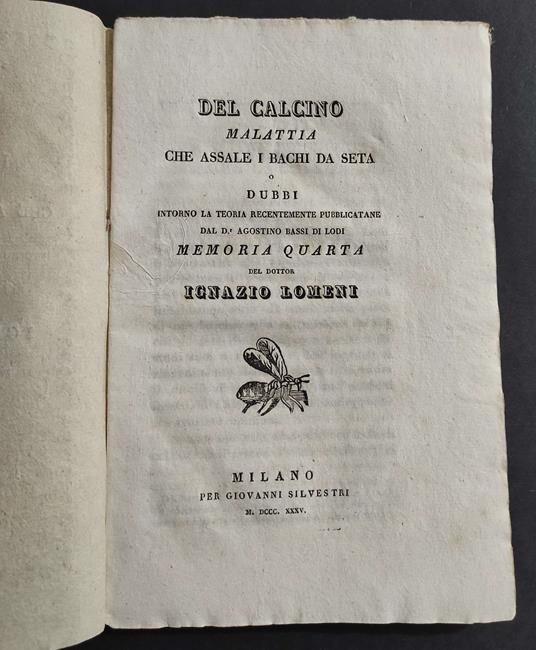 DEL CALCINO
MALATTIA
CHE ASSALE I BACHI DA SETA
O
DUBBI
INTORNO LA TEORIA RECENTEMENTE PUBBLICATANE
DAL D.r AGOSTINO BASSI DI LODI
MEMORIA QUARTA
DEL DOTTOR
IGNAZIO LOMENI
MILANO
PER GIOVANNI SILVESTRI
M. DCCC. XXXV.